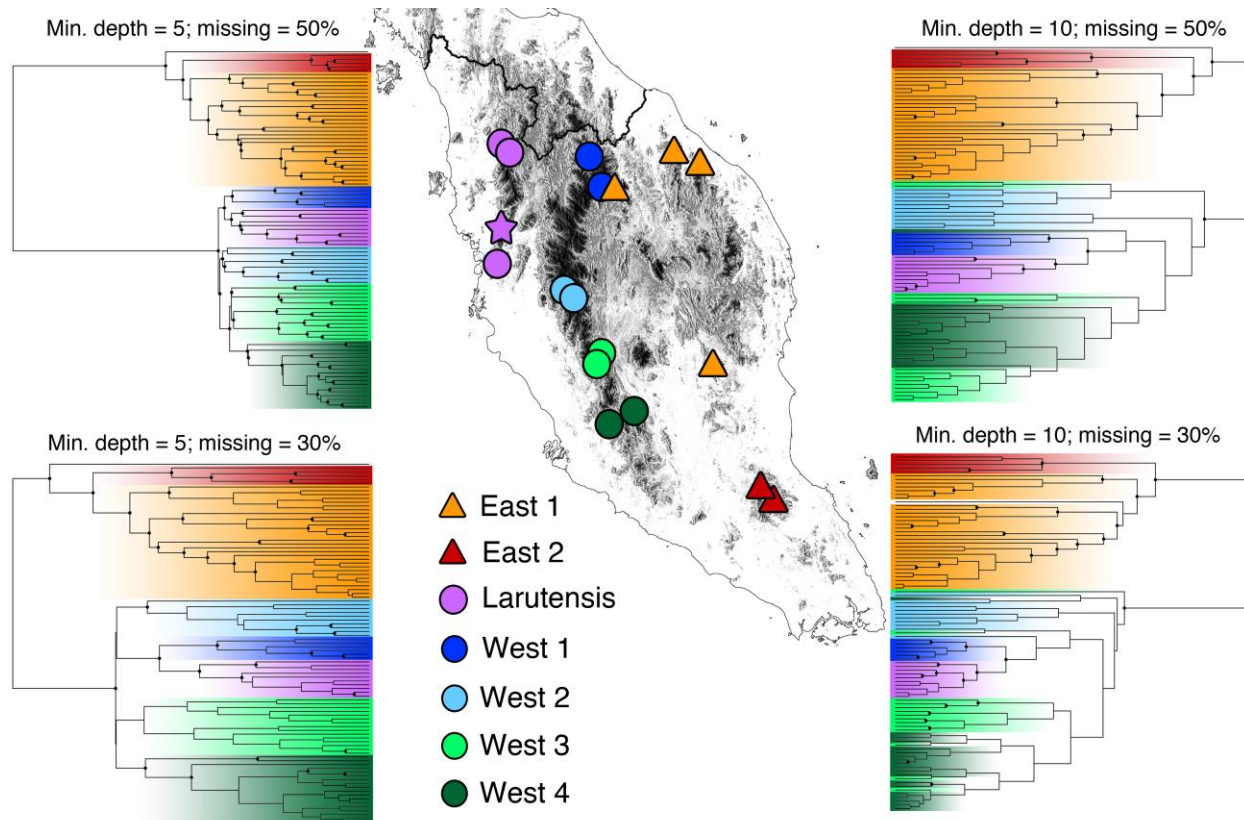 Min. depth = 5; missing = 50%
Min. depth = 10; missing = 50%
Min. depth = 5; missing = 30%
Min. depth = 10; missing = 30%
East 1
East 2
Larutensis
West 1
West 2
West 3
West 4